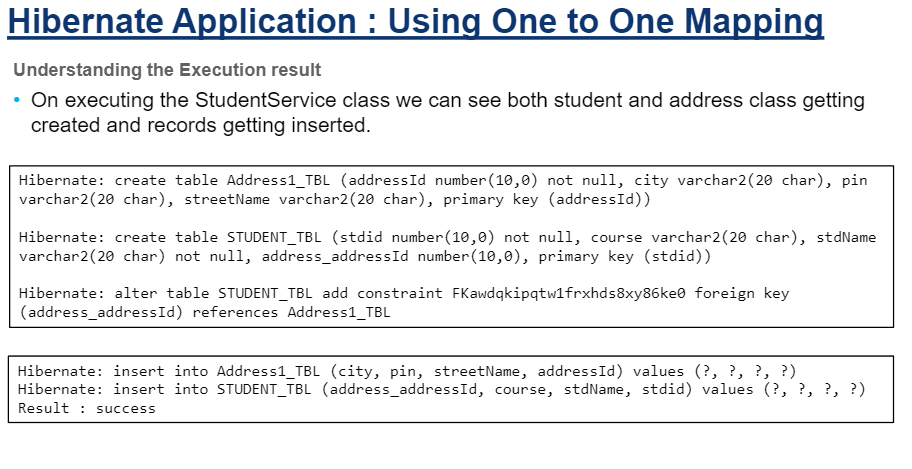 Hibernate Application : Using One to One Mapping
Understanding the Execution result
• On executing the StudentService class we can see both student and address class getting
created and records getting inserted.
Hibernate: create table Address1_TBL (addressId number(10,0) not null, city varchar2(20 char), pin
varchar2(20 char), streetName varchar2(20 char), primary key (addressId))
Hibernate: create table STUDENT_TBL (stdid number(10,0) not null, course varchar2(20 char), stdName
varchar2(20 char) not null, address_addressId number(10,0), primary key (stdid))
Hibernate: alter table STUDENT_TBL add constraint FKawdqkipqtw1frxhds8xy86ke0 foreign key
(address_addressId) references Address1_TBL
Hibernate: insert into Address1_TBL (city, pin, streetName, addressId) values (?, ?, ?, ?)
Hibernate: insert into STUDENT_TBL (address_addressId, course, stdName, stdid) values (?, ?, ?, ?)
Result : success